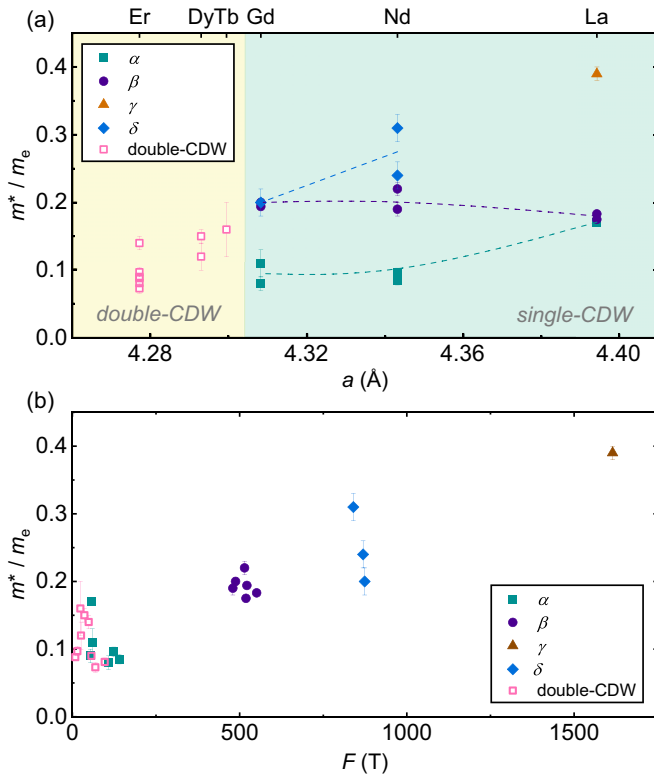 (a)
Er DyTb Gd Nd La
0.4
0.3
0.2
0.1
0.0
m* / mₑ
α
β
γ
δ
double-CDW
double-CDW
single-CDW
4.28 4.32 4.36 4.40
a (Å)
(b)
0.4
0.3
0.2
0.1
0.0
m* / mₑ
α
β
γ
δ
double-CDW
0 500 1000 1500
F (T)